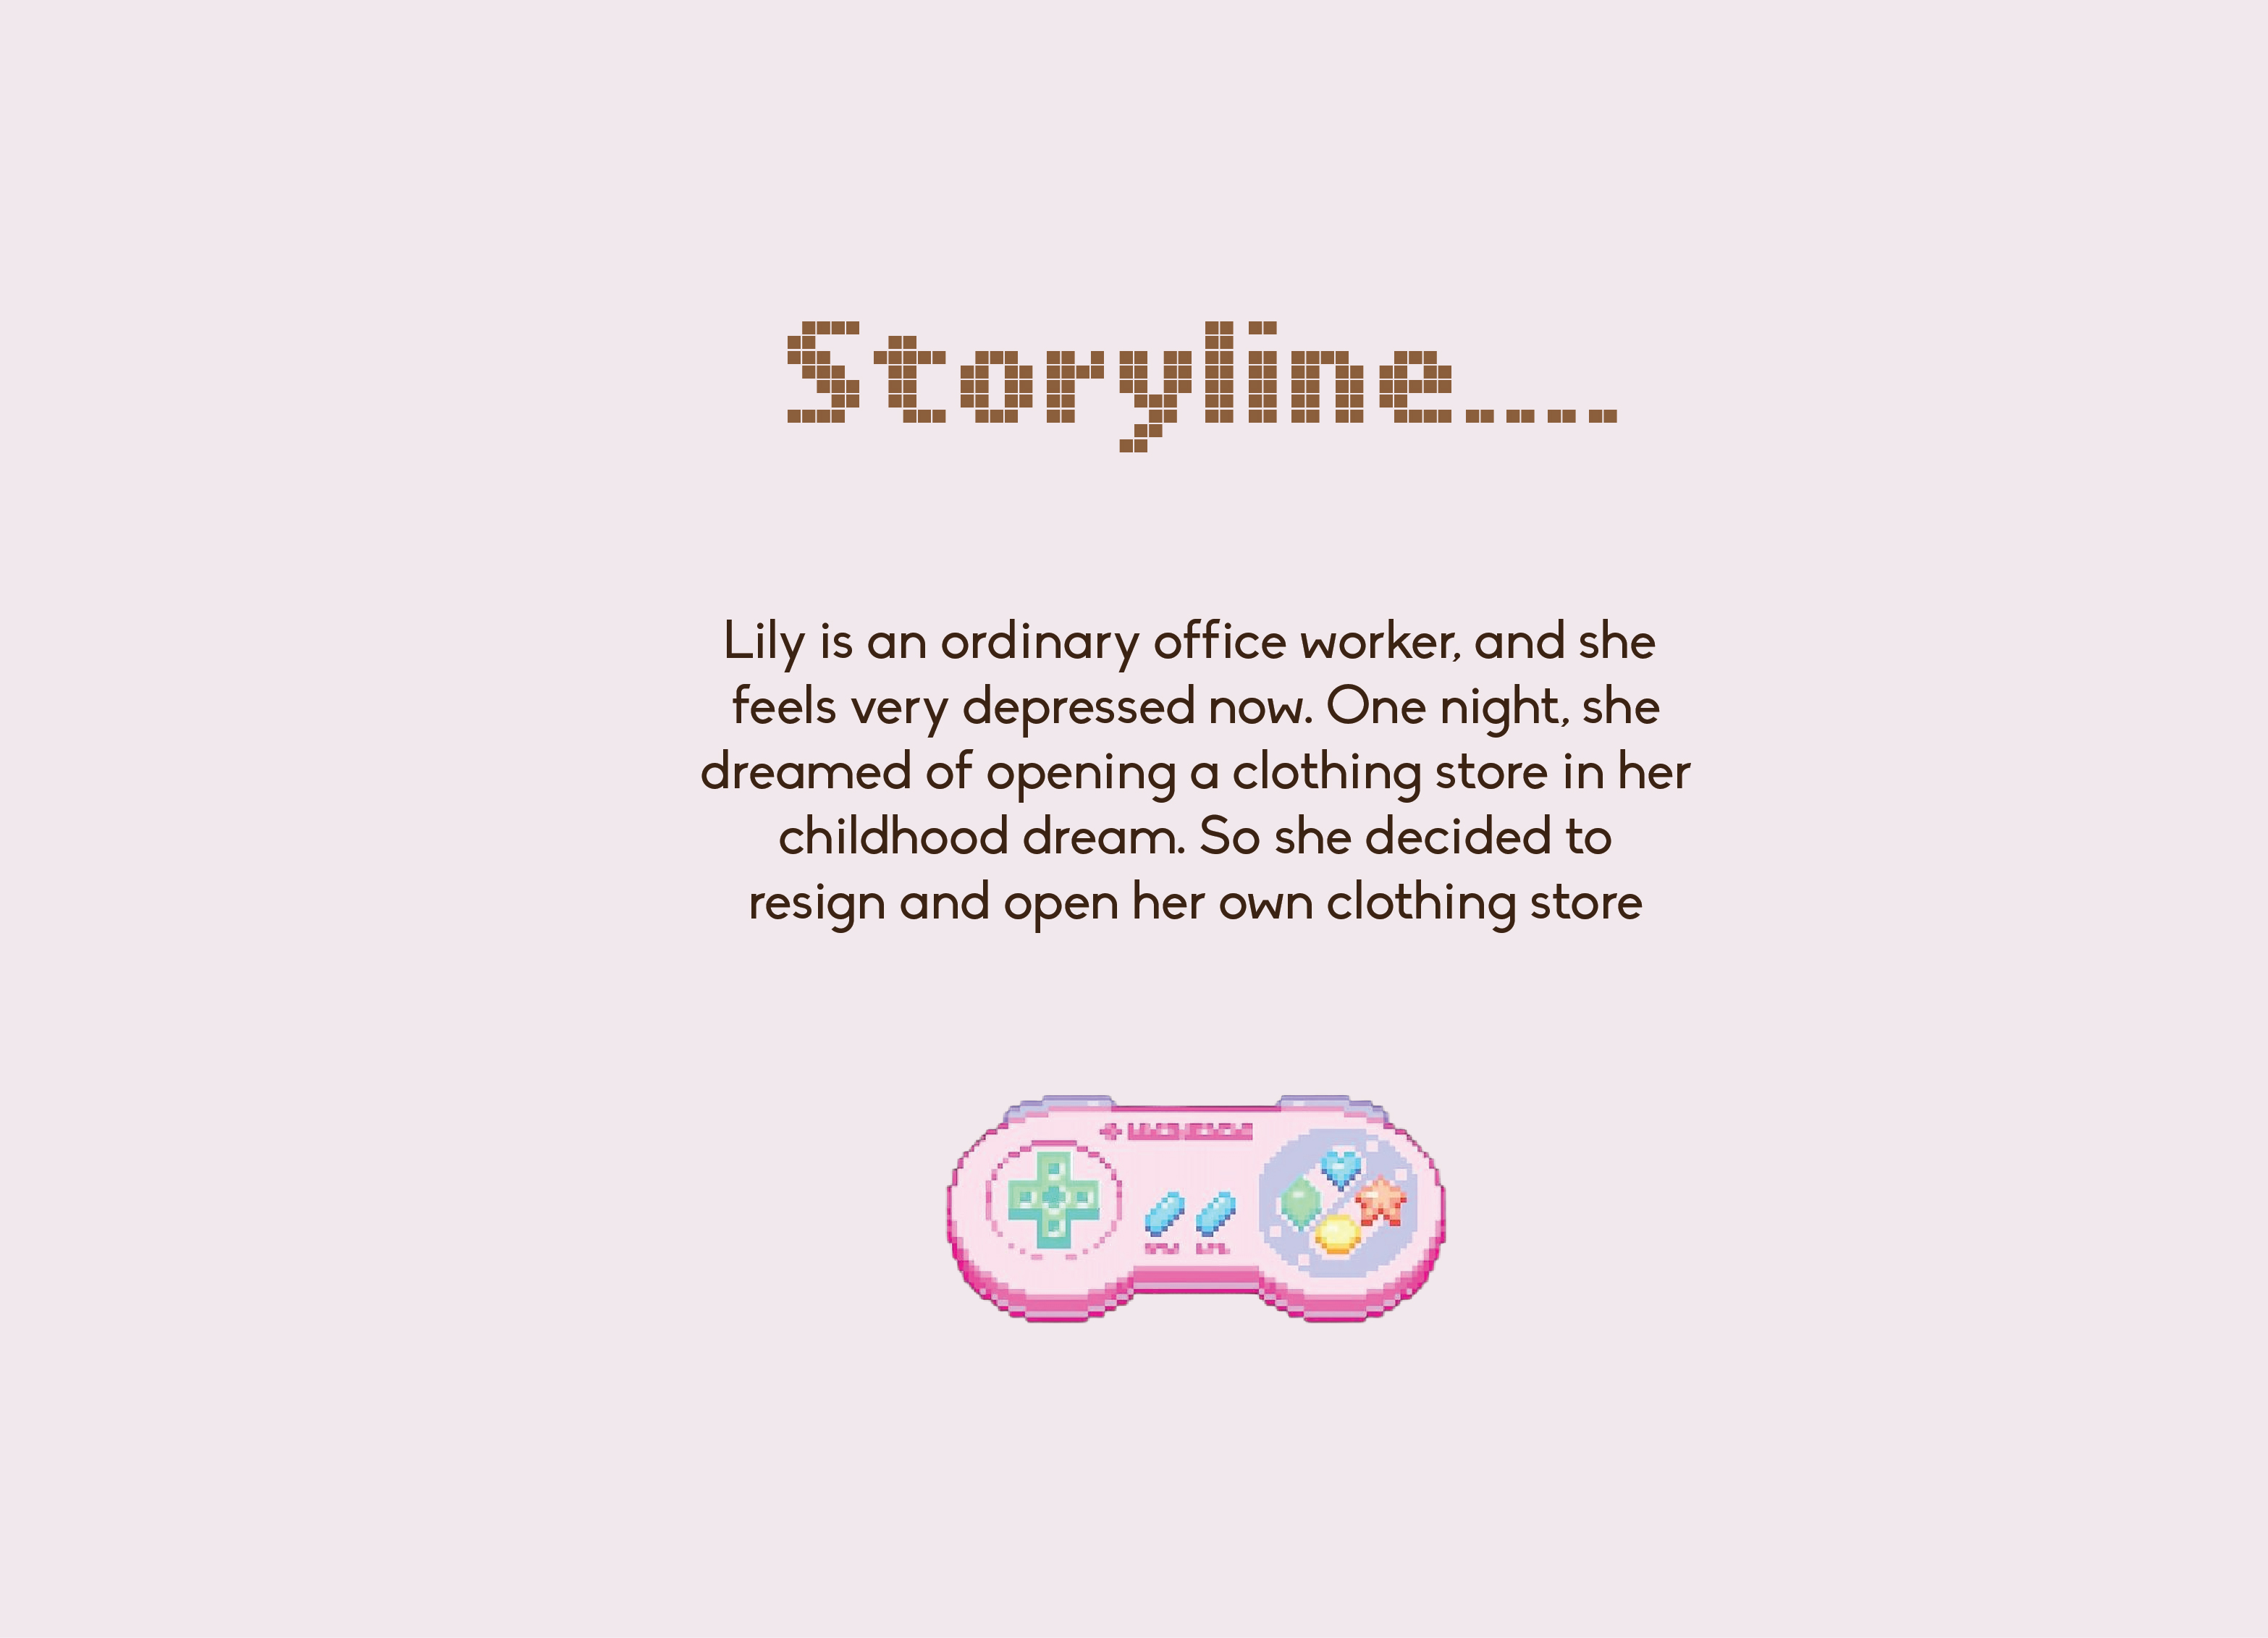 Storyline....
Lily is an ordinary office worker, and she
feels very depressed now. One night, she
dreamed of opening a clothing store in her
childhood dream. So she decided to
resign and open her own clothing store